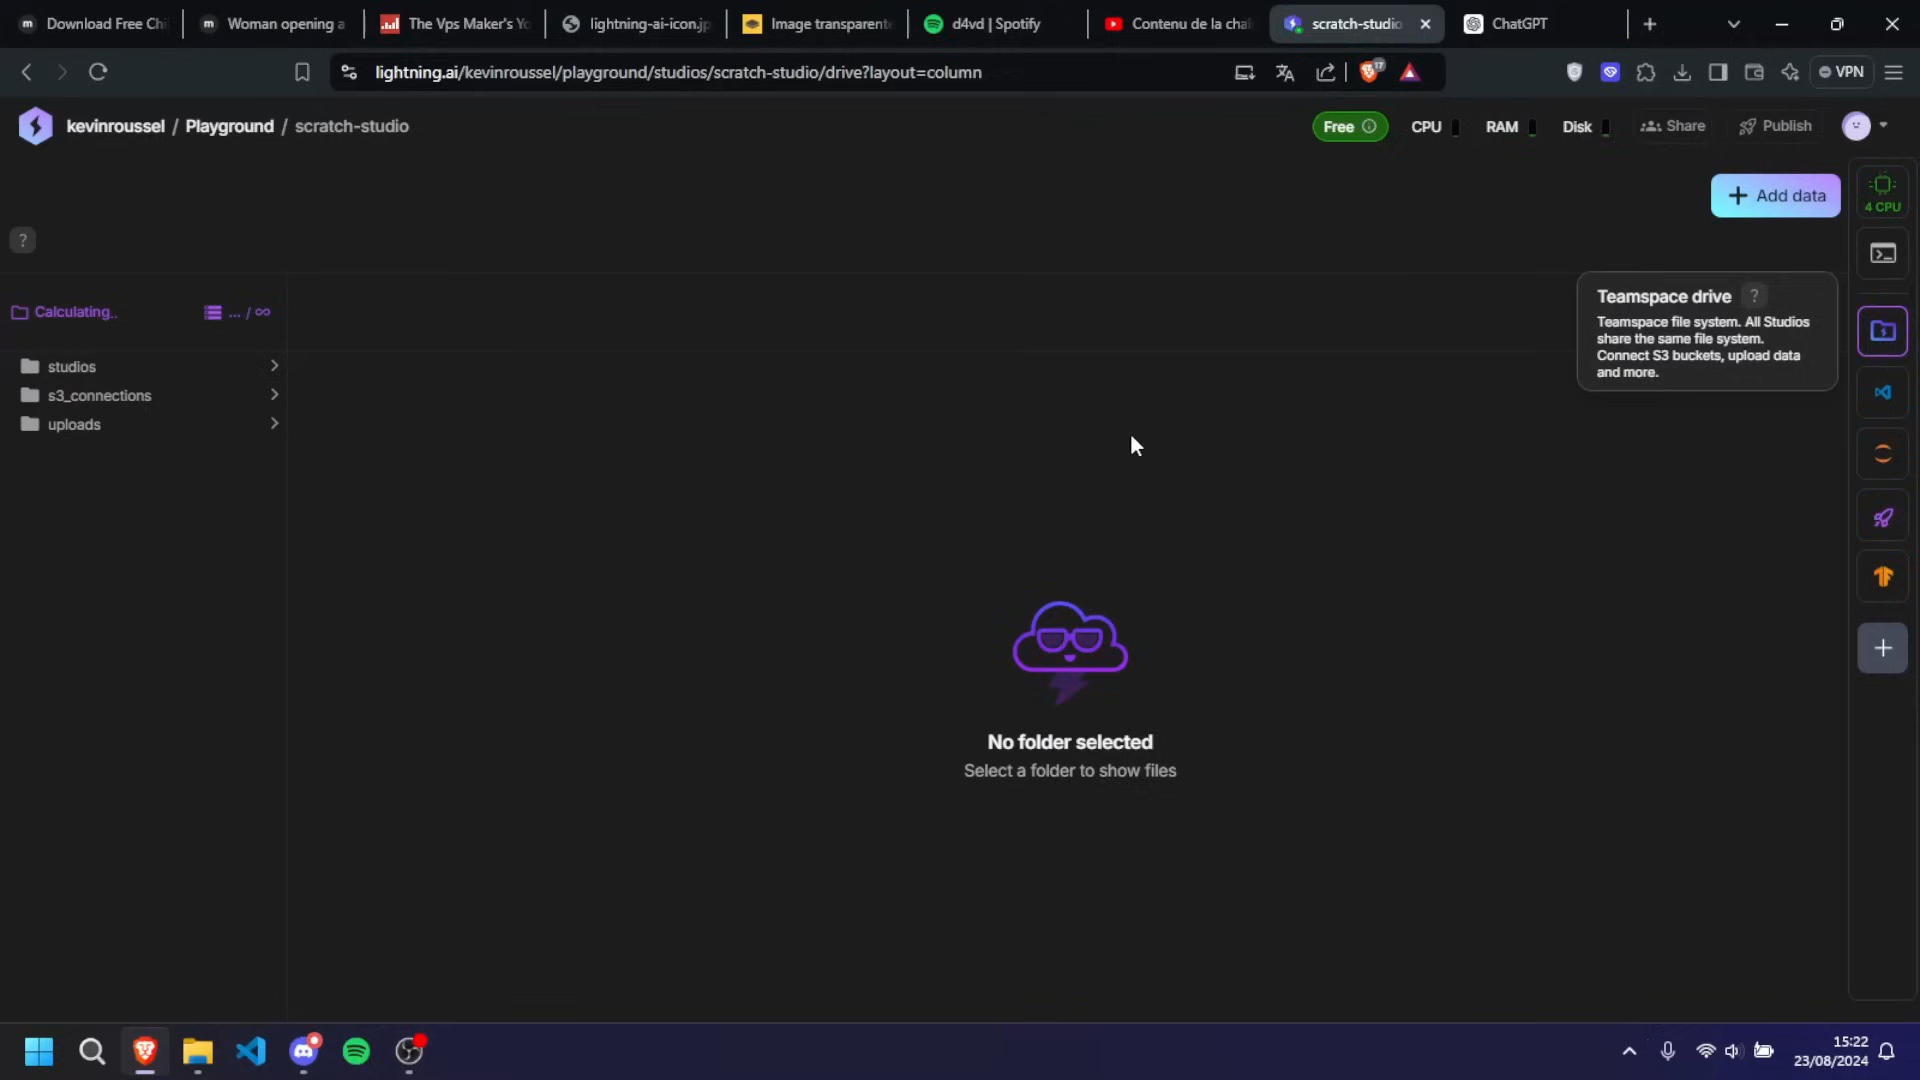 Download Free Chi
Woman opening a
The Vps Maker's Yo
lightning-ai-icon.jp
Image transparente
d4vd | Spotify
Contenu de la chaî
scratch-studio
ChatGPT
lightning.ai/kevinroussel/playground/studios/scratch-studio/drive?layout=column
17
VPN
kevinroussel / Playground / scratch-studio
Free
CPU
RAM
Disk
Share
Publish
+ Add data
4 CPU
?
Calculating..
... / ∞
Teamspace drive ?
Teamspace file system. All Studios
share the same file system.
Connect S3 buckets, upload data
and more.
studios
s3_connections
uploads
No folder selected
Select a folder to show files
15:22
23/08/2024